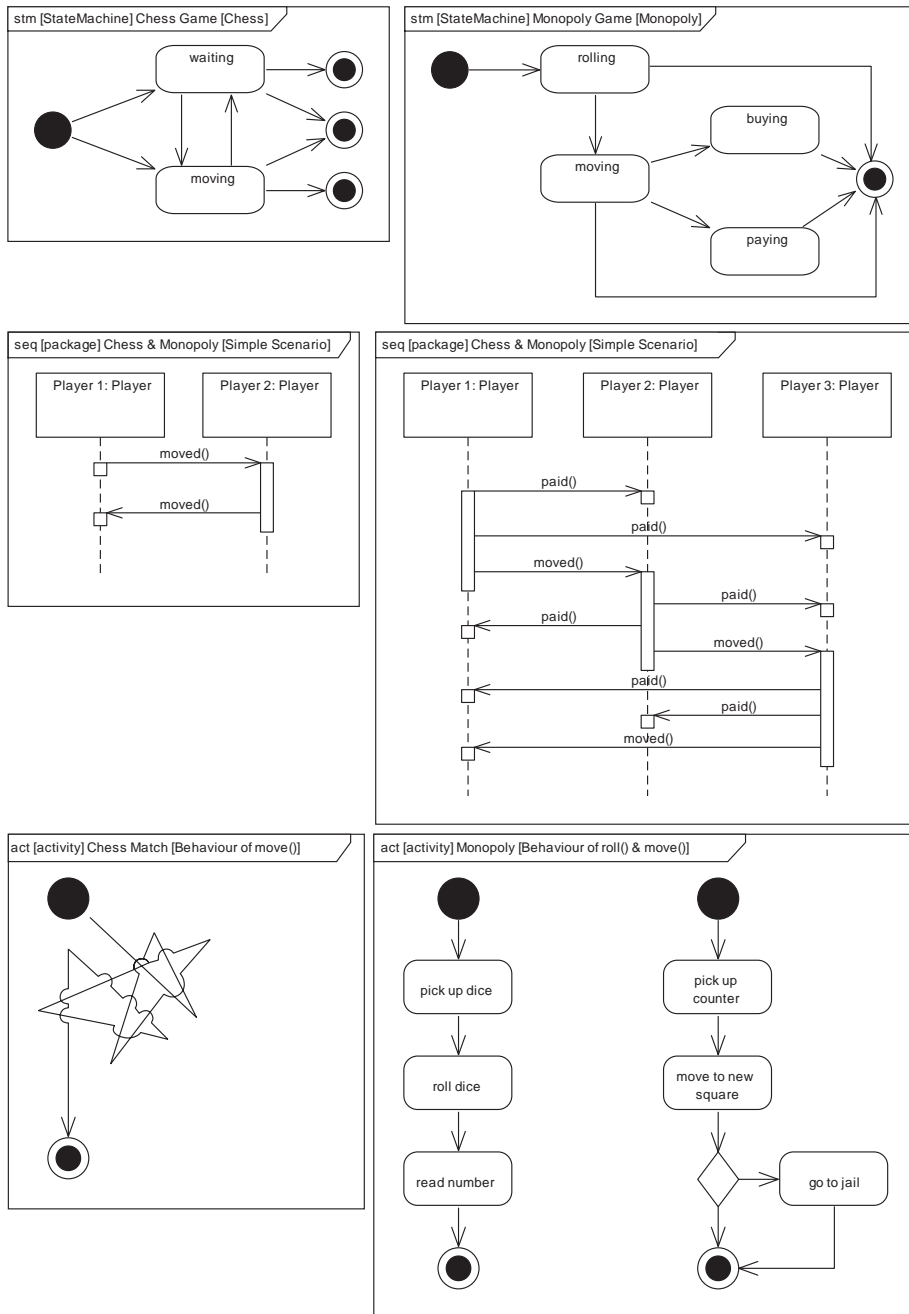 stm [StateMachine] Chess Game [Chess]
waiting
moving
stm [StateMachine] Monopoly Game [Monopoly]
rolling
buying
moving
paying
seq [package] Chess & Monopoly [Simple Scenario]
Player 1: Player
Player 2: Player
moved()
moved()
seq [package] Chess & Monopoly [Simple Scenario]
Player 1: Player
Player 2: Player
Player 3: Player
paid()
paid()
moved()
paid()
paid()
moved()
paid()
paid()
moved()
act [activity] Chess Match [Behaviour of move()]
act [activity] Monopoly [Behaviour of roll() & move()]
pick up dice
roll dice
read number
pick up
counter
move to new
square
go to jail